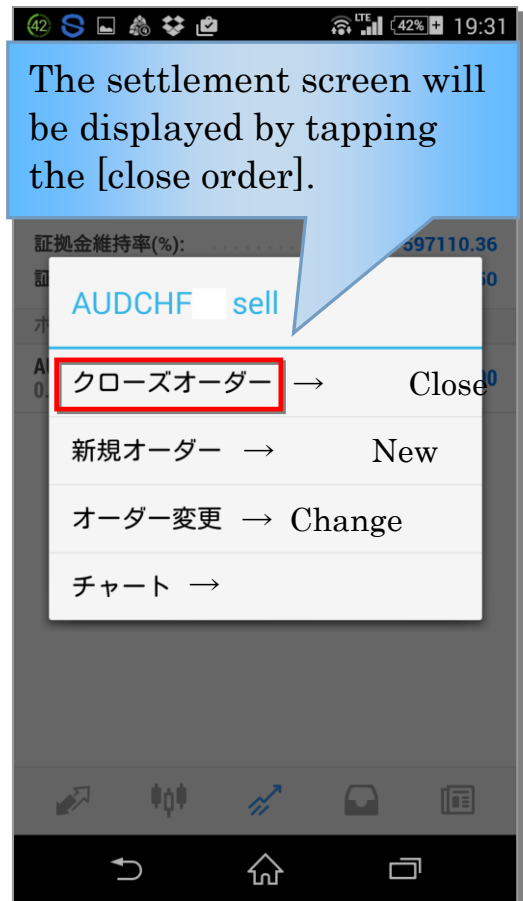 42 LTE 42% 19:31
The settlement screen will
be displayed by tapping
the [close order].
証拠金維持率(%): 597110.36
AUDCHF sell
クローズオーダー → Close
新規オーダー → New
オーダー変更 → Change
チャート →